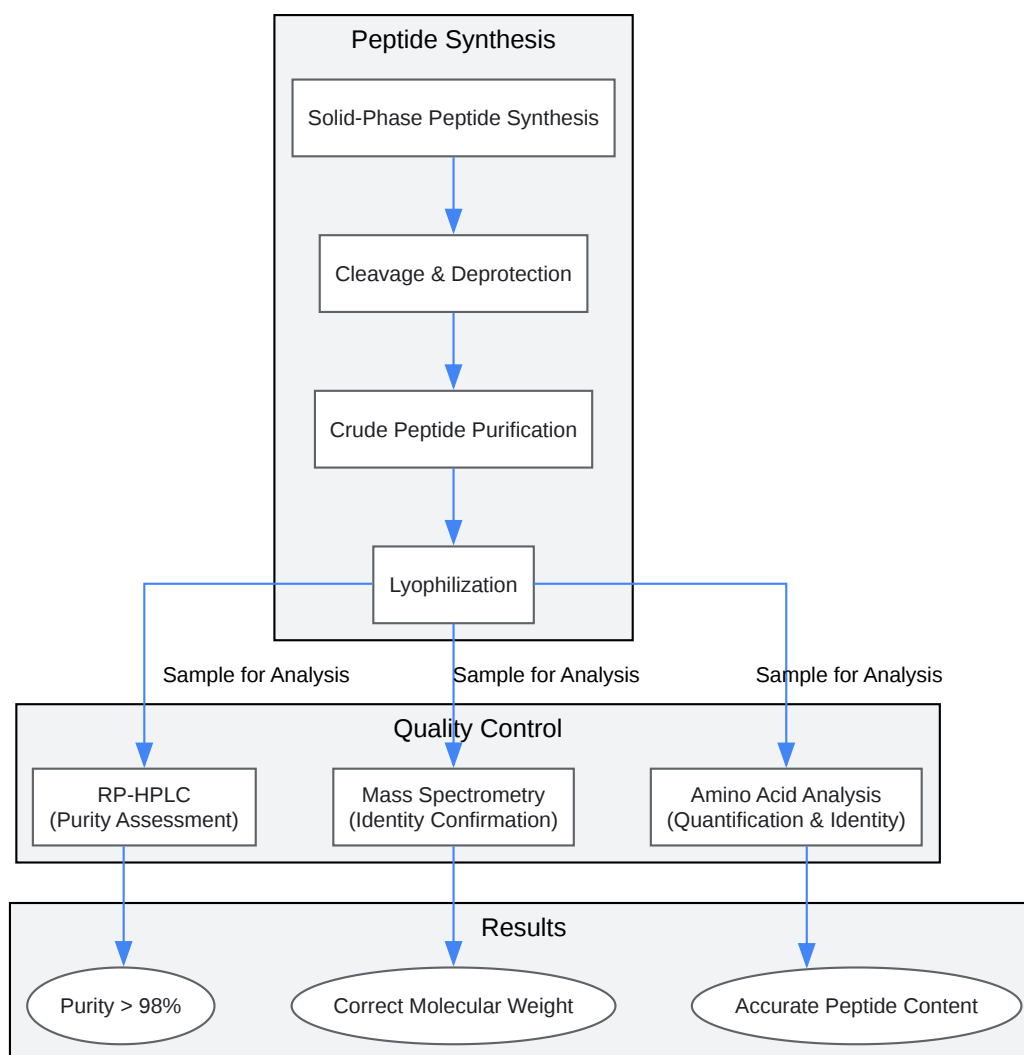 Peptide Synthesis
Solid-Phase Peptide Synthesis
Cleavage & Deprotection
Crude Peptide Purification
Lyophilization
Sample for Analysis
Sample for Analysis
Sample for Analysis
Quality Control
RP-HPLC
(Purity Assessment)
Mass Spectrometry
(Identity Confirmation)
Amino Acid Analysis
(Quantification & Identity)
Results
Purity > 98%
Correct Molecular Weight
Accurate Peptide Content